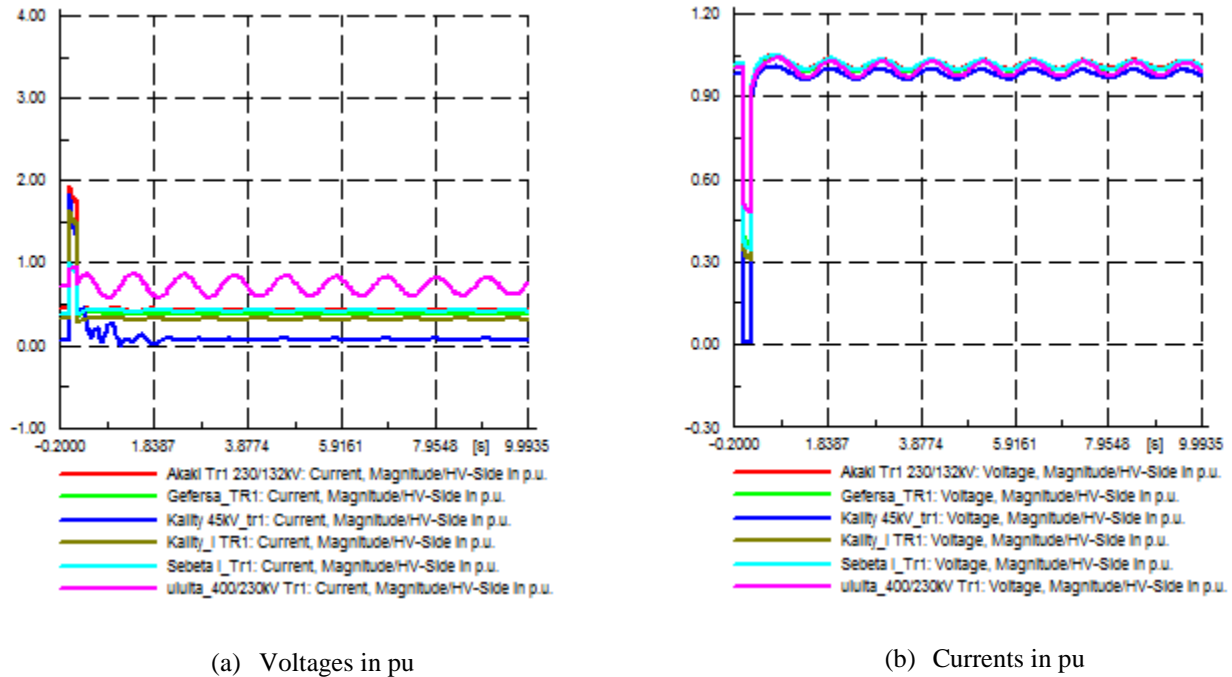 4.00
3.00
2.00
1.00
0.00
-1.00
-0.2000 1.8387 3.8774 5.9161 7.9548 [s] 9.9935
Akaki Tr1 230/132kV: Current, Magnitude/HV-Side in p.u.
Gefersa_TR1: Current, Magnitude/HV-Side in p.u.
Kality 45kV_tr1: Current, Magnitude/HV-Side in p.u.
Kality_I TR1: Current, Magnitude/HV-Side in p.u.
Sebeta I_Tr1: Current, Magnitude/HV-Side in p.u.
ululta_400/230kV Tr1: Current, Magnitude/HV-Side in p.u.
(a) Voltages in pu
1.20
0.90
0.60
0.30
0.00
-0.30
-0.2000 1.8387 3.8774 5.9161 7.9548 [s] 9.9935
Akaki Tr1 230/132kV: Voltage, Magnitude/HV-Side in p.u.
Gefersa_TR1: Voltage, Magnitude/HV-Side in p.u.
Kality 45kV_tr1: Voltage, Magnitude/HV-Side in p.u.
Kality_I TR1: Voltage, Magnitude/HV-Side in p.u.
Sebeta I_Tr1: Voltage, Magnitude/HV-Side in p.u.
ululta_400/230kV Tr1: Voltage, Magnitude/HV-Side in p.u.
(b) Currents in pu